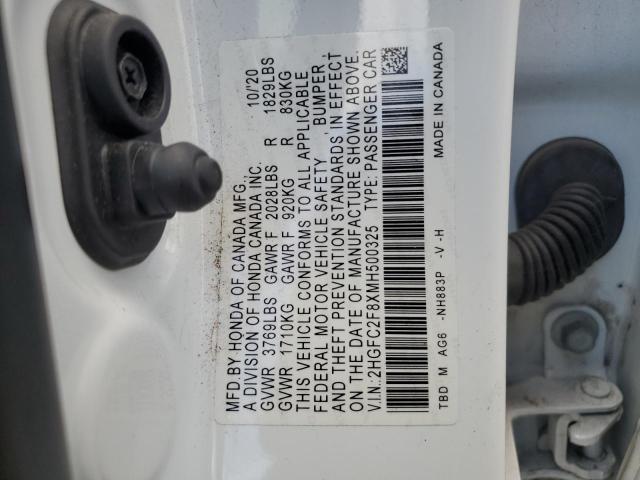 MFD.BY HONDA OF CANADA MFG. 10/'20
A DIVISION OF HONDA CANADA INC.
GVWR 3769LBS GAWR F 2028LBS R 1829LBS
GVWR 1710KG GAWR F 920KG R 830KG
THIS VEHICLE CONFORMS TO ALL APPLICABLE
FEDERAL MOTOR VEHICLE SAFETY , BUMPER ,
AND THEFT PREVENTION STANDARDS IN EFFECT
ON THE DATE OF MANUFACTURE SHOWN ABOVE.
V.I.N.:2HGFC2F8XMH500325 TYPE: PASSENGER CAR
TBD M AG6 -NH883P -V -H MADE IN CANADA